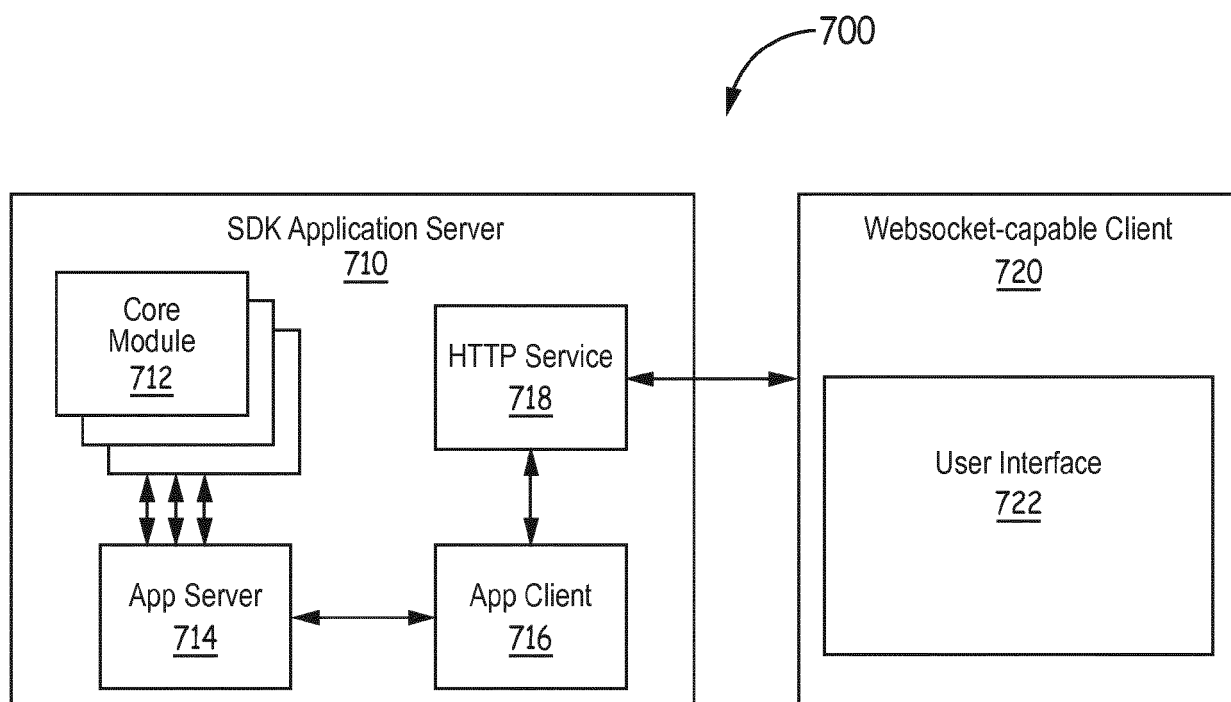 700
SDK Application Server
710
Core
Module
712
HTTP Service
718
App Server
714
App Client
716
Websocket-capable Client
720
User Interface
722